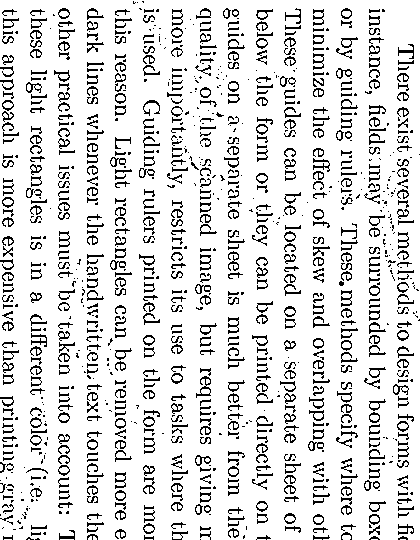 There exist several methods to design forms with
instance, fields may be surrounded by bounding
or by guiding rulers. These methods specify where to
minimize the effect of skew and overlapping with
These guides can be located on a separate sheet of
below the form or they can be printed directly on
guides on a separate sheet is much better from the
quality of the scanned image, but requires giving
more importantly, restricts its use to tasks where
is used. Guiding rulers printed on the form are
this reason. Light rectangles can be removed more
dark lines whenever the handwritten text touches the
other practical issues must be taken into account:
these light rectangles is in a different color (i.e.
this approach is more expensive than printing gray